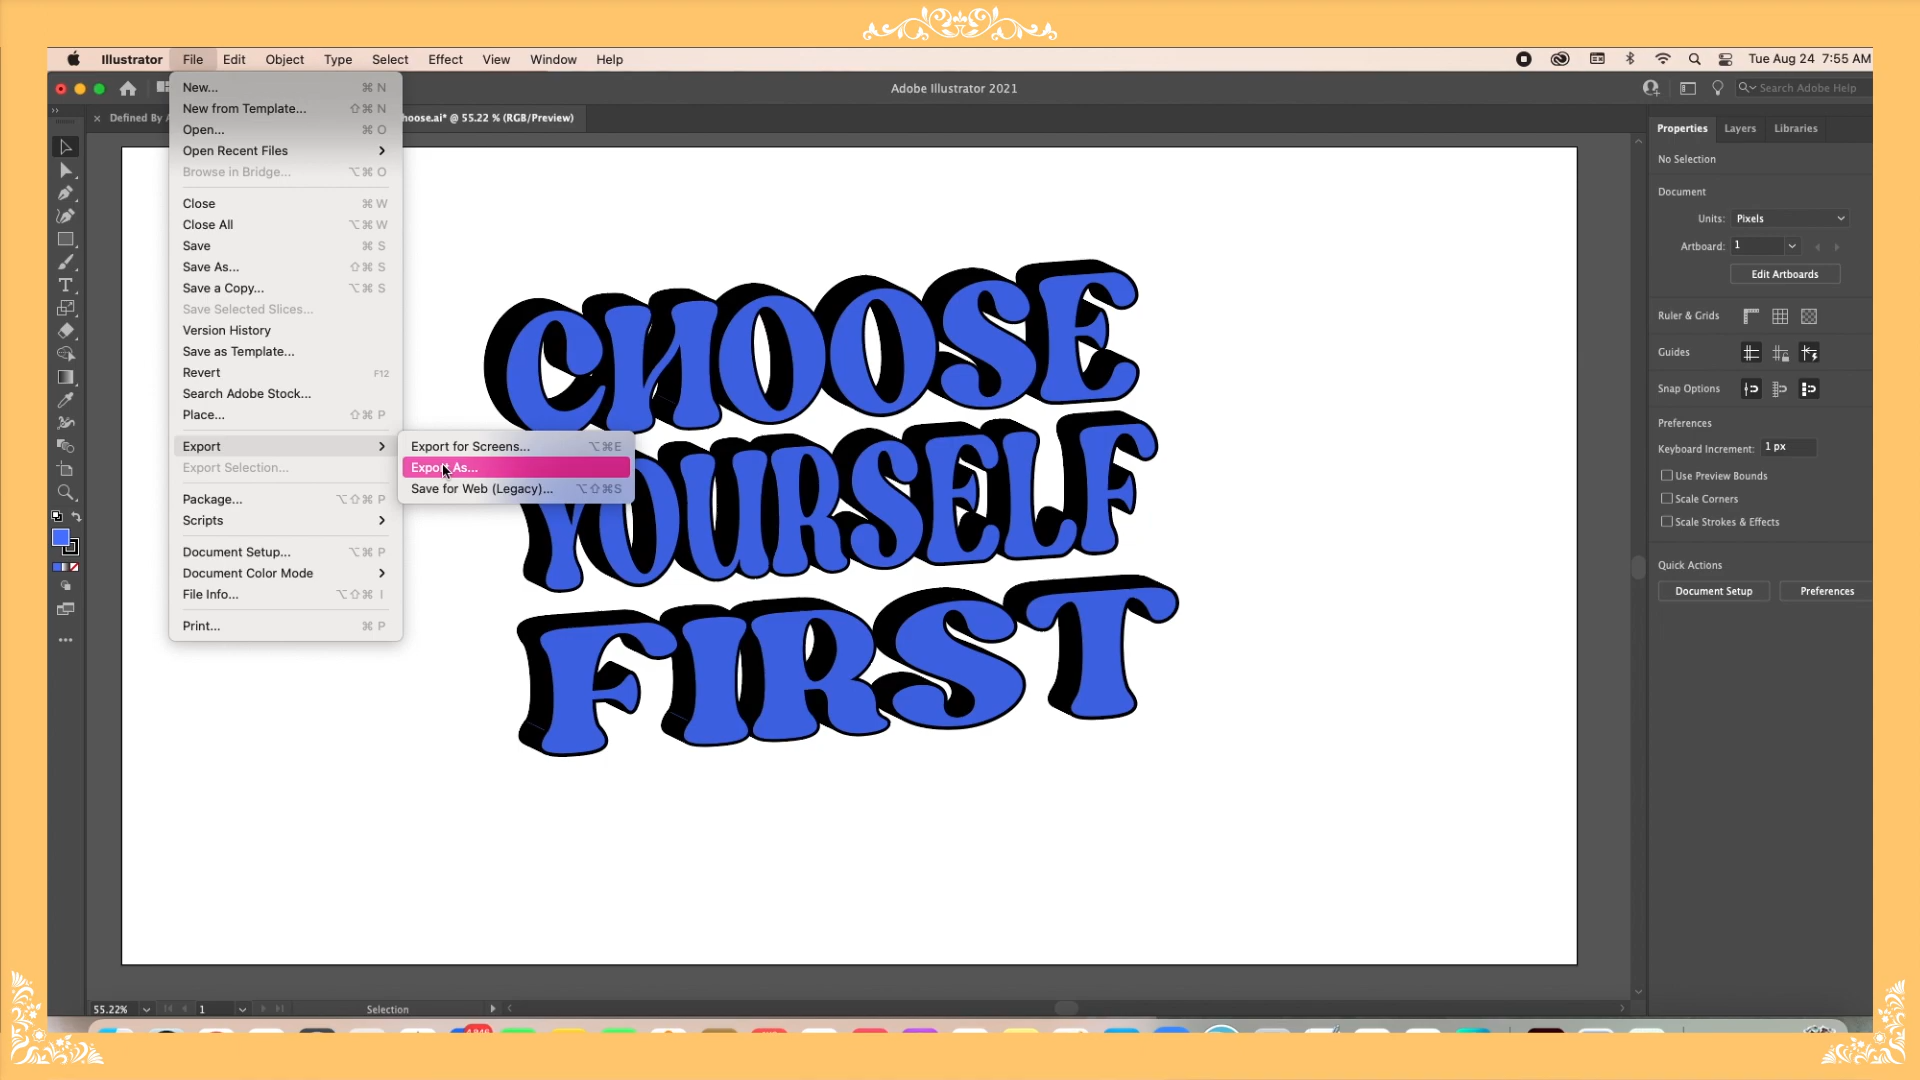 Illustrator File Edit Object Type Select Effect View Window Help Tue Aug 24 7:55 AM
Adobe Illustrator 2021
Search Adobe Help
Defined By
hoose.ai* @ 55.22 % (RGB/Preview)
New... ⌘ N
New from Template... ⇧⌘ N
Open... ⌘ O
Open Recent Files
Browse in Bridge... ⌥⌘ O
Close ⌘ W
Close All ⌥⌘ W
Save ⌘ S
Save As... ⇧⌘ S
Save a Copy... ⌥⌘ S
Save Selected Slices...
Version History
Save as Template...
Revert F12
Search Adobe Stock...
Place... ⇧⌘ P
Export
Export Selection...
Package... ⌥⇧⌘ P
Scripts
Document Setup... ⌥⌘ P
Document Color Mode
File Info... ⌥⇧⌘ I
Print... ⌘ P
Export for Screens... ⌥⌘E
Export As...
Save for Web (Legacy)... ⌥⇧⌘S
CHOOSE
YOURSELF
FIRST
Properties Layers Libraries
No Selection
Document
Units: Pixels
Artboard: 1
Edit Artboards
Ruler & Grids
Guides
Snap Options
Preferences
Keyboard Increment: 1 px
Use Preview Bounds
Scale Corners
Scale Strokes & Effects
Quick Actions
Document Setup Preferences
55.22% 1 Selection